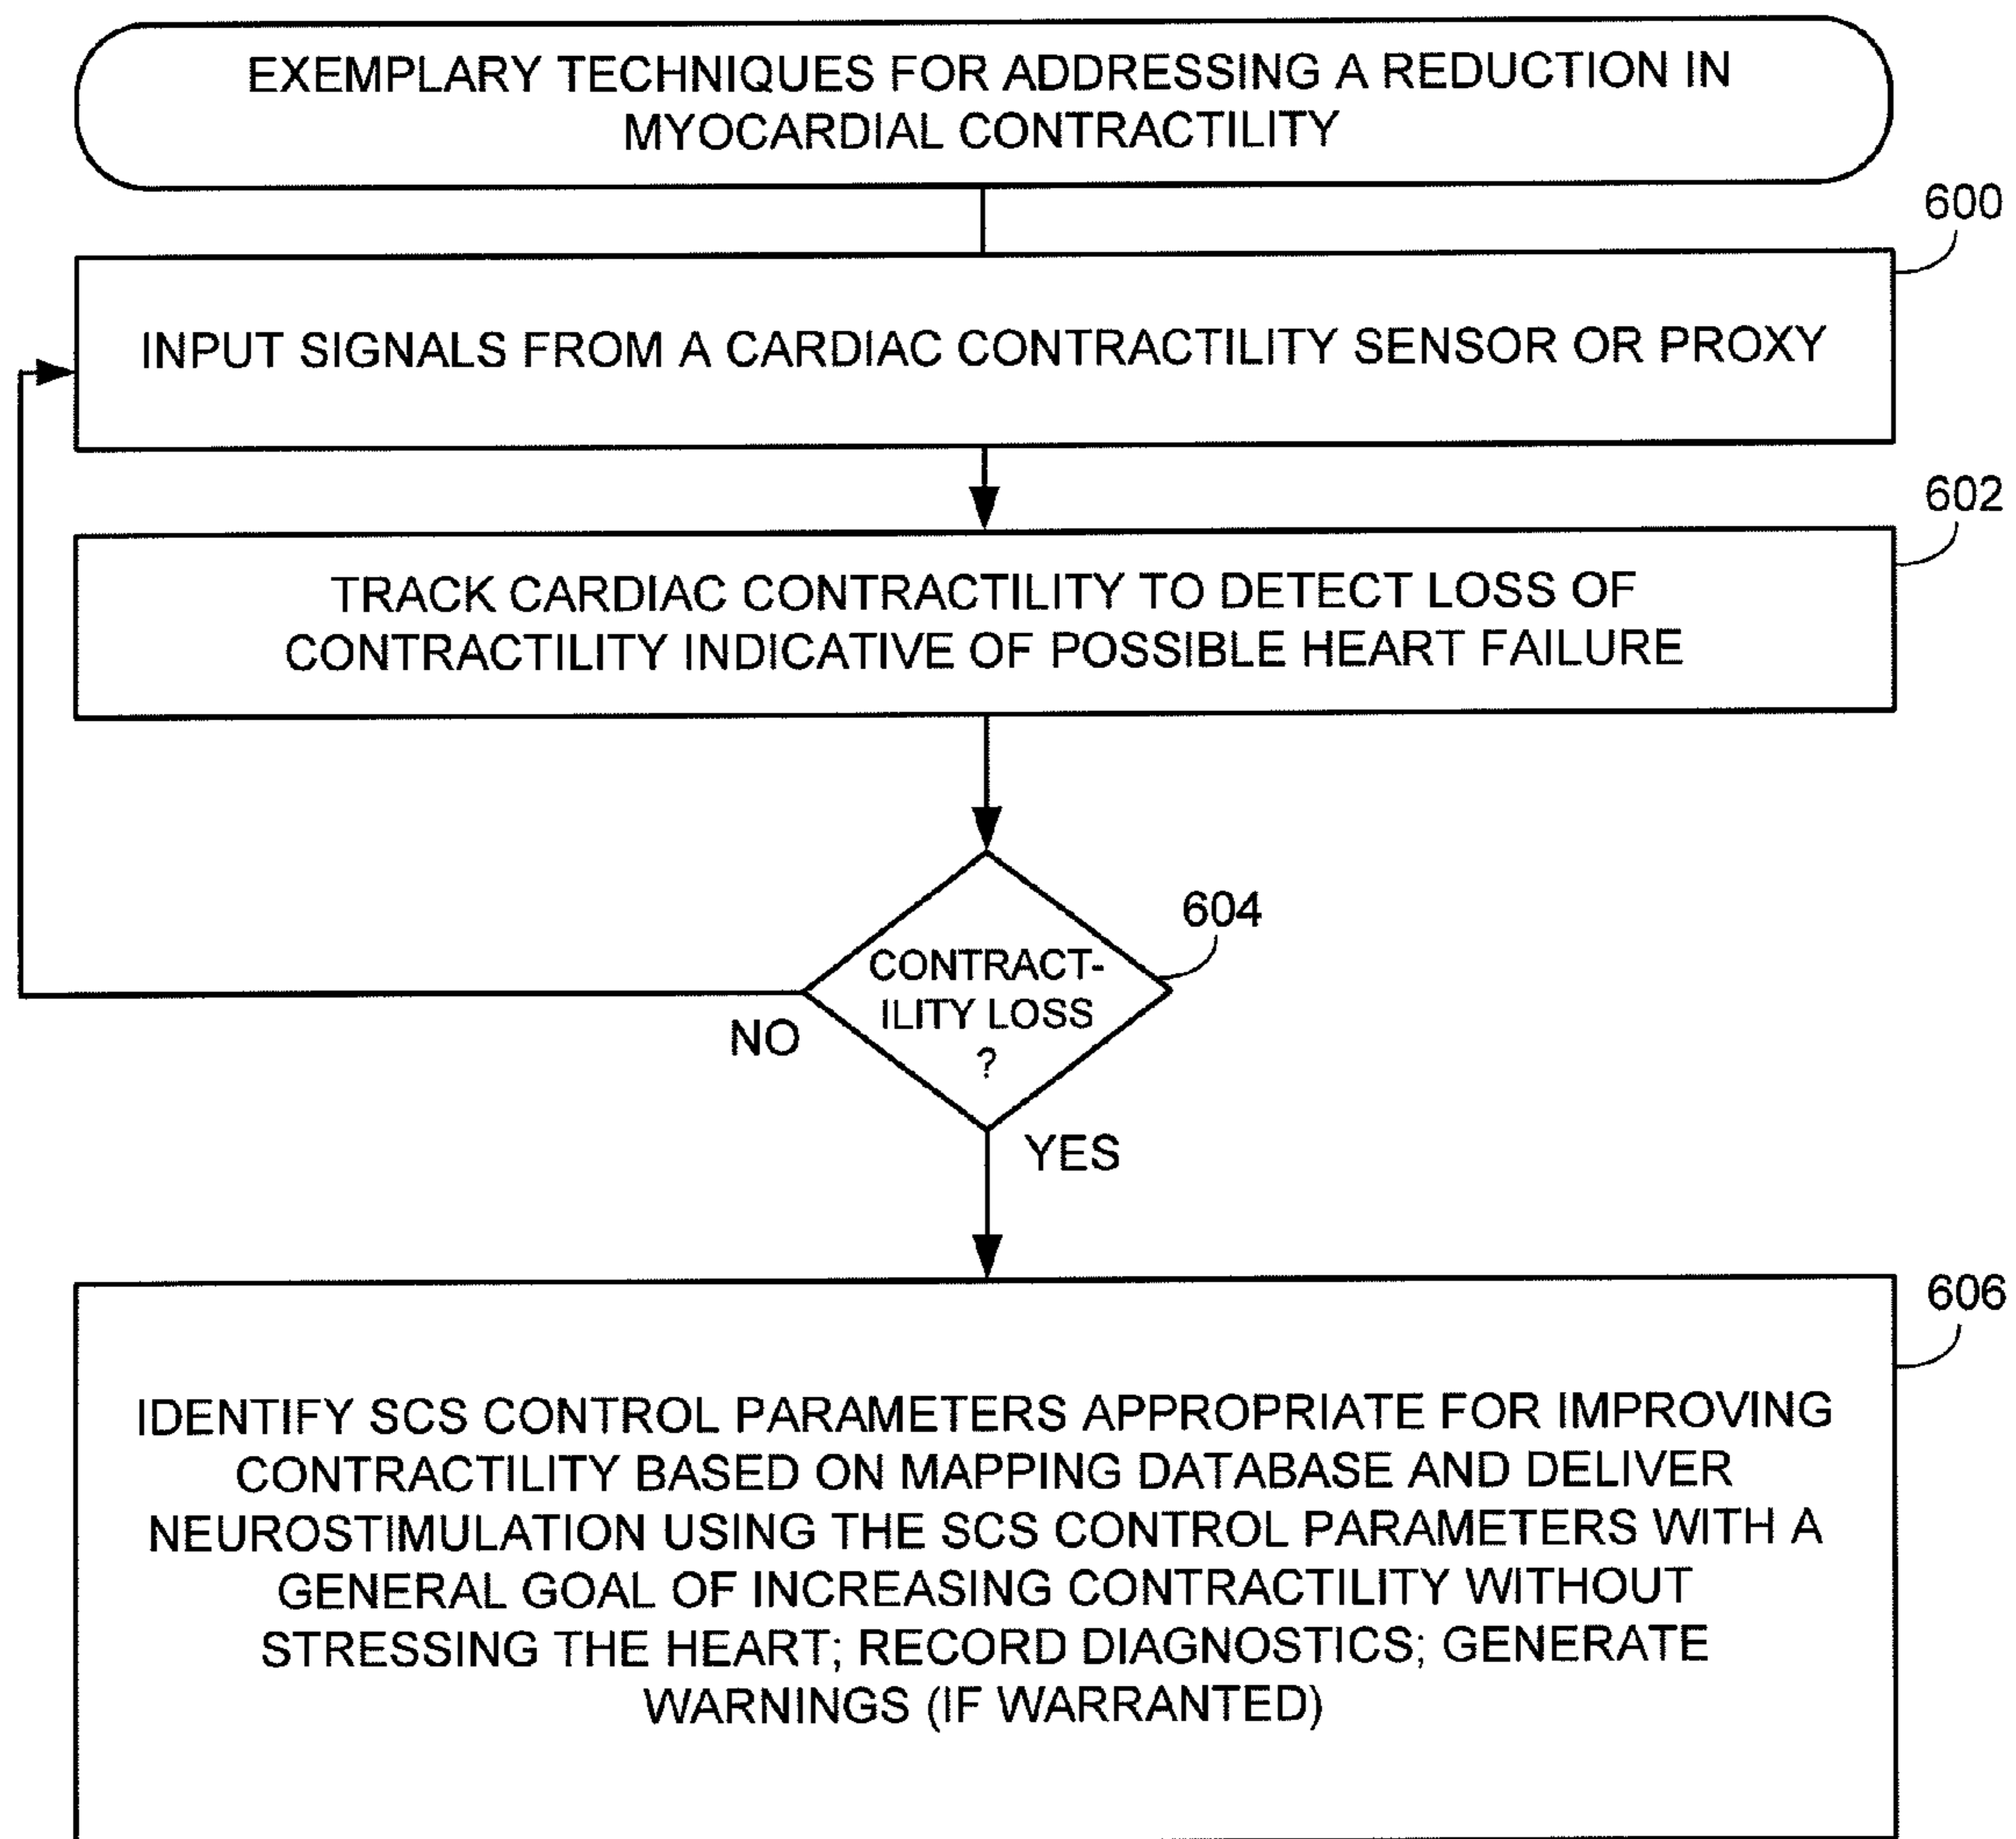 EXEMPLARY TECHNIQUES FOR ADDRESSING A REDUCTION IN
MYOCARDIAL CONTRACTILITY
600
INPUT SIGNALS FROM A CARDIAC CONTRACTILITY SENSOR OR PROXY
602
TRACK CARDIAC CONTRACTILITY TO DETECT LOSS OF
CONTRACTILITY INDICATIVE OF POSSIBLE HEART FAILURE
604
CONTRACT-
ILITY LOSS
?
NO
YES
606
IDENTIFY SCS CONTROL PARAMETERS APPROPRIATE FOR IMPROVING
CONTRACTILITY BASED ON MAPPING DATABASE AND DELIVER
NEUROSTIMULATION USING THE SCS CONTROL PARAMETERS WITH A
GENERAL GOAL OF INCREASING CONTRACTILITY WITHOUT
STRESSING THE HEART; RECORD DIAGNOSTICS; GENERATE
WARNINGS (IF WARRANTED)